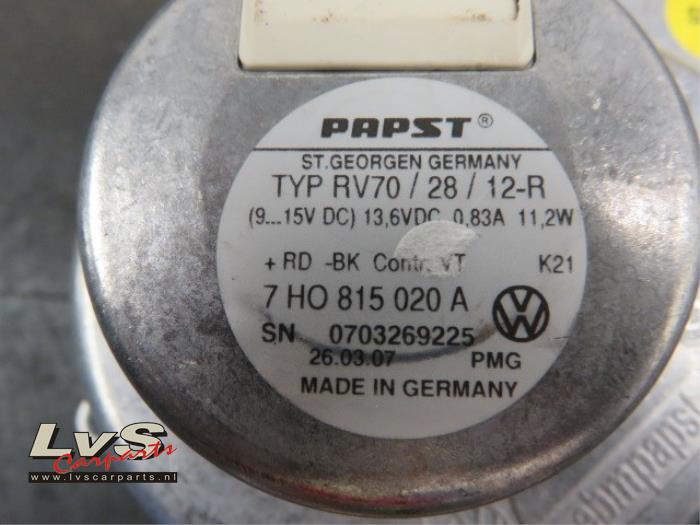 PAPST®
ST.GEORGEN GERMANY
TYP RV70 / 28 / 12-R
(9...15V DC) 13,6VDC 0,83A 11,2W
+ RD -BK Contr. VT K21
7 HO 815 020 A
SN 0703269225
26.03.07 PMG
MADE IN GERMANY
LvS
Carparts
www.lvscarparts.nl